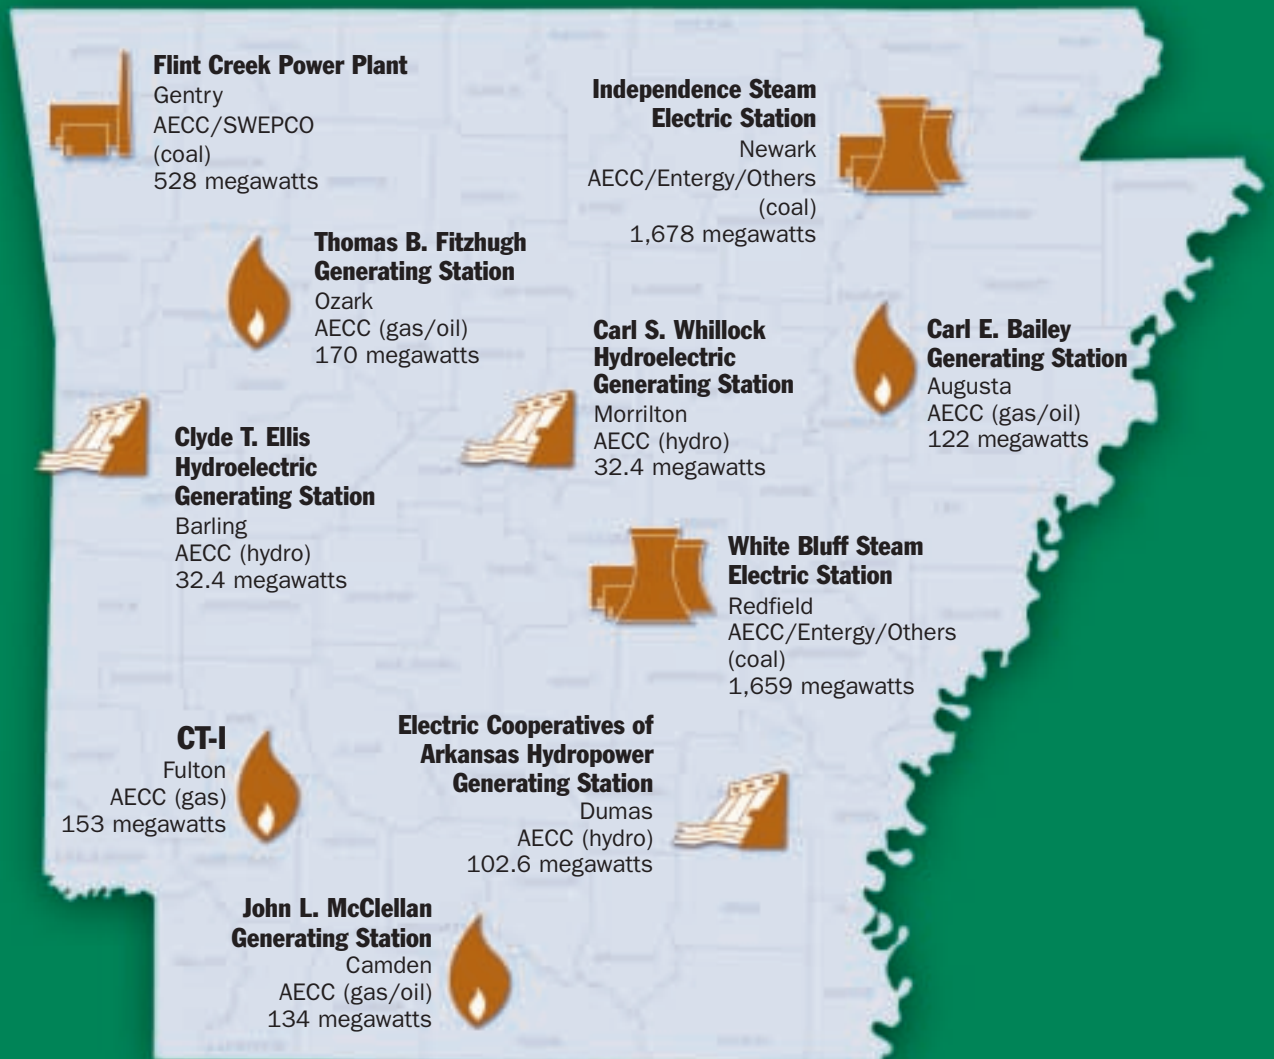 Flint Creek Power Plant
Gentry
AECC/SWEPCO
(coal)
528 megawatts
Independence Steam
Electric Station
Newark
AECC/Entergy/Others
(coal)
1,678 megawatts
Thomas B. Fitzhugh
Generating Station
Ozark
AECC (gas/oil)
170 megawatts
Carl S. Whillock
Hydroelectric
Generating Station
Morrilton
AECC (hydro)
32.4 megawatts
Carl E. Bailey
Generating Station
Augusta
AECC (gas/oil)
122 megawatts
Clyde T. Ellis
Hydroelectric
Generating Station
Barling
AECC (hydro)
32.4 megawatts
White Bluff Steam
Electric Station
Redfield
AECC/Entergy/Others
(coal)
1,659 megawatts
CT-I
Fulton
AECC (gas)
153 megawatts
Electric Cooperatives of
Arkansas Hydropower
Generating Station
Dumas
AECC (hydro)
102.6 megawatts
John L. McClellan
Generating Station
Camden
AECC (gas/oil)
134 megawatts